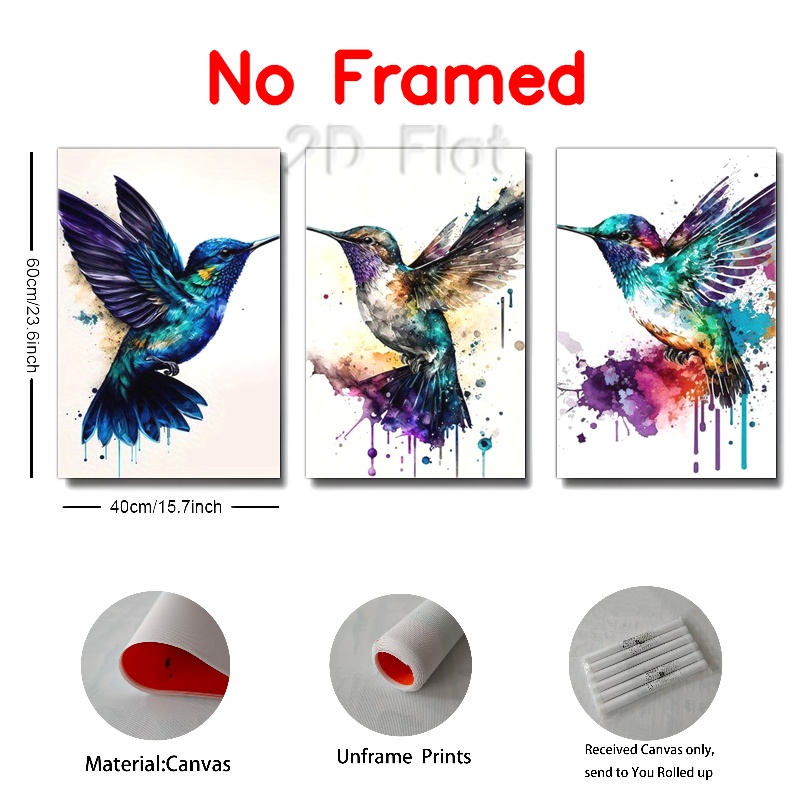 No Framed
2D Flat
60cm/23.6inch
40cm/15.7inch
Material:Canvas
Unframe Prints
Received Canvas only,
send to You Rolled up